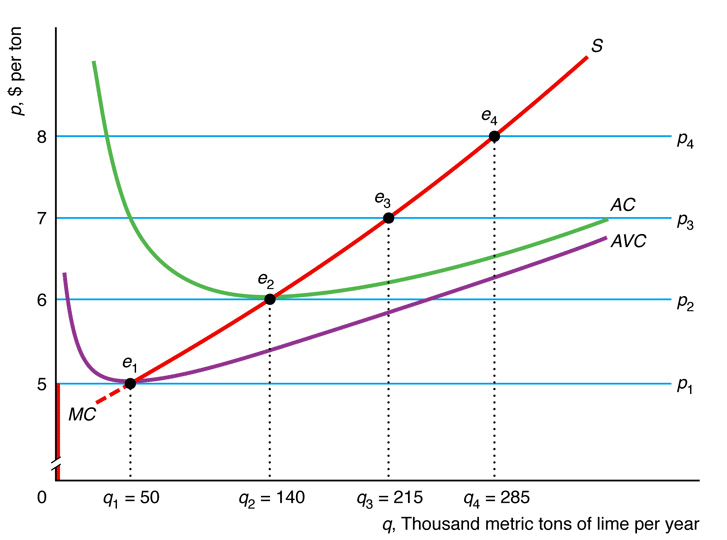 p, $ per ton
S
e₄
8
p₄
e₃
AC
7
p₃
AVC
e₂
6
p₂
e₁
5
p₁
MC
0
q₁ = 50
q₂ = 140
q₃ = 215
q₄ = 285
q, Thousand metric tons of lime per year